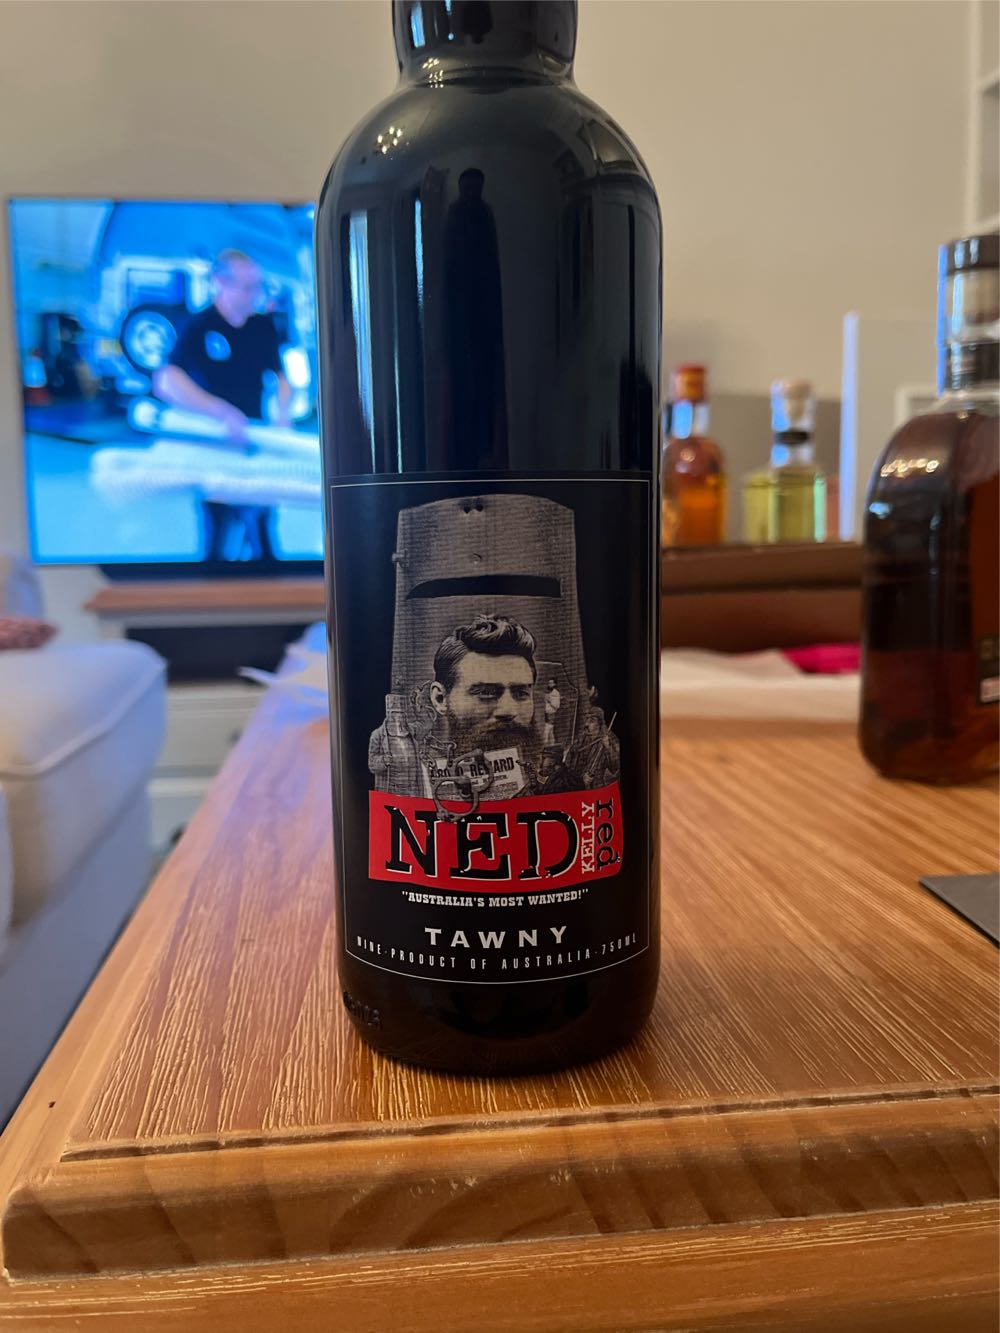 REWARD
NED KELLY red
"AUSTRALIA'S MOST WANTED!"
TAWNY
WINE·PRODUCT OF AUSTRALIA·750ML